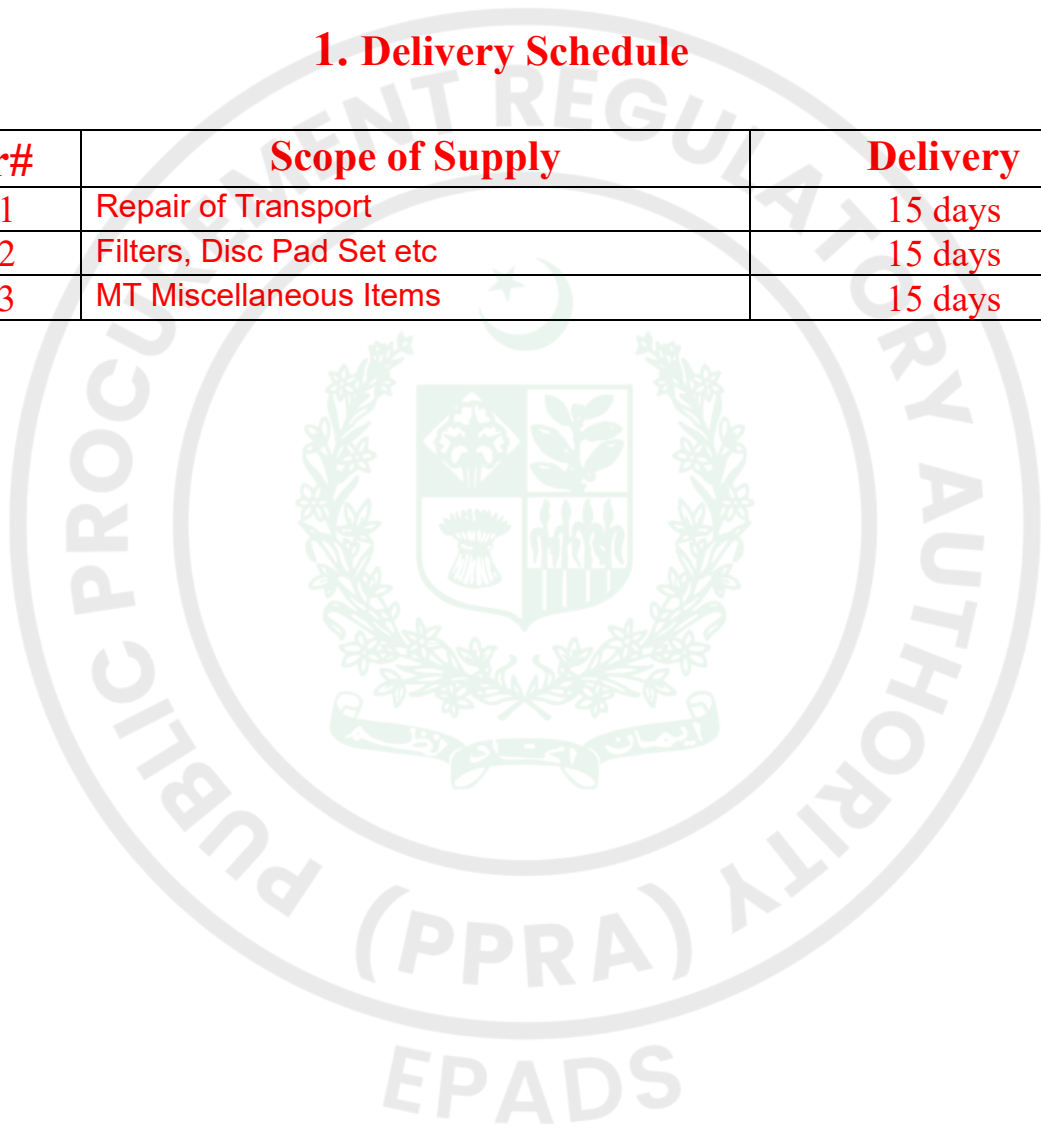 1. Delivery Schedule
r# Scope of Supply Delivery
1 Repair of Transport 15 days
2 Filters, Disc Pad Set etc 15 days
3 MT Miscellaneous Items 15 days
PUBLIC PROCUREMENT REGULATORY AUTHORITY
(PPRA)
EPADS